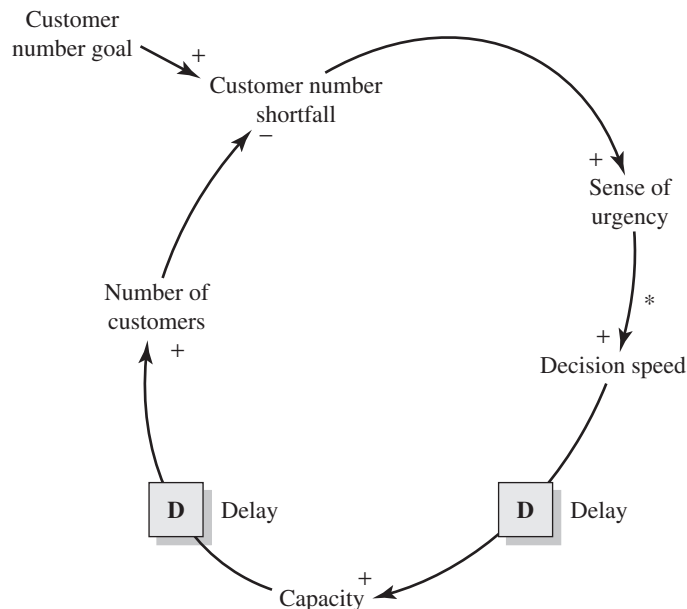 Customer
number goal
+
Customer number
shortfall
−
+
Sense of
urgency
*
+
Decision speed
Number of
customers
+
D Delay
D Delay
+
Capacity